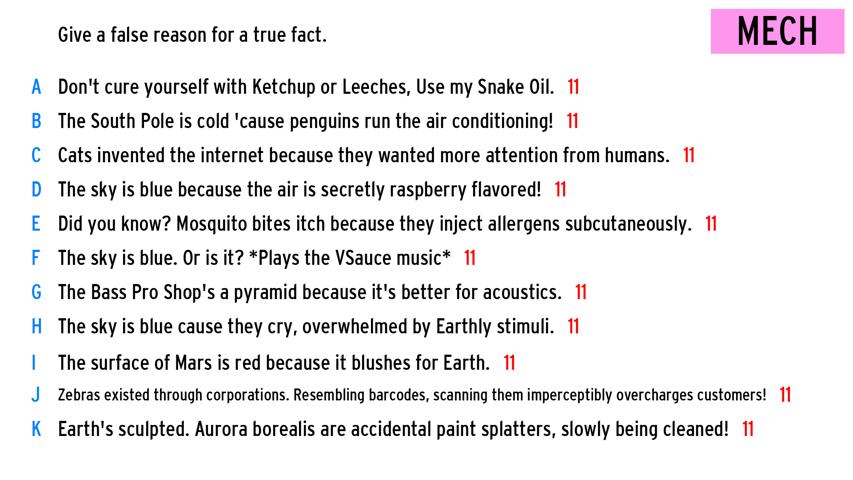 Give a false reason for a true fact.
MECH
A Don't cure yourself with Ketchup or Leeches, Use my Snake Oil. 11
B The South Pole is cold 'cause penguins run the air conditioning! 11
C Cats invented the internet because they wanted more attention from humans. 11
D The sky is blue because the air is secretly raspberry flavored! 11
E Did you know? Mosquito bites itch because they inject allergens subcutaneously. 11
F The sky is blue. Or is it? *Plays the VSauce music* 11
G The Bass Pro Shop's a pyramid because it's better for acoustics. 11
H The sky is blue cause they cry, overwhelmed by Earthly stimuli. 11
I The surface of Mars is red because it blushes for Earth. 11
J Zebras existed through corporations. Resembling barcodes, scanning them imperceptibly overcharges customers! 11
K Earth's sculpted. Aurora borealis are accidental paint splatters, slowly being cleaned! 11